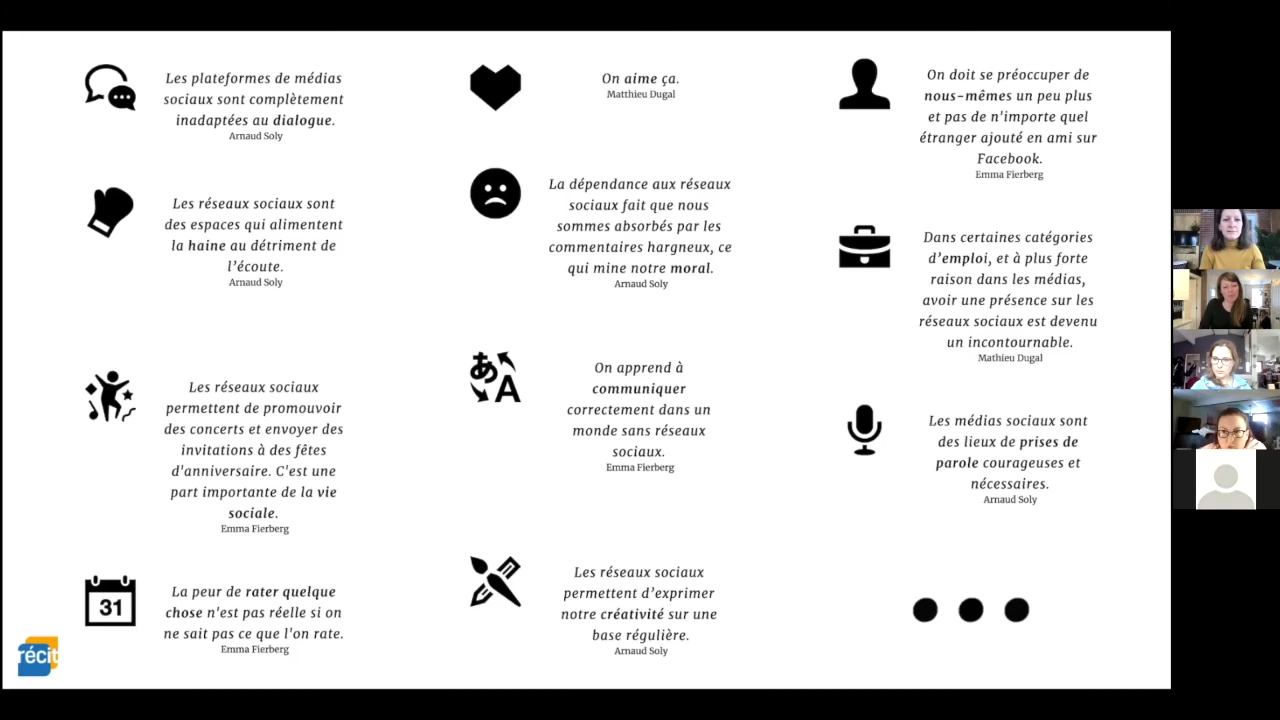 Les plateformes de médias
sociaux sont complètement
inadaptées au dialogue.
Arnaud Soly
Les réseaux sociaux sont
des espaces qui alimentent
la haine au détriment de
l’écoute.
Arnaud Soly
Les réseaux sociaux
permettent de promouvoir
des concerts et envoyer des
invitations à des fêtes
d'anniversaire. C'est une
part importante de la vie
sociale.
Emma Fierberg
31
La peur de rater quelque
chose n'est pas réelle si on
ne sait pas ce que l'on rate.
Emma Fierberg
récit
On aime ça.
Matthieu Dugal
La dépendance aux réseaux
sociaux fait que nous
sommes absorbés par les
commentaires hargneux, ce
qui mine notre moral.
Arnaud Soly
あ
A
On apprend à
communiquer
correctement dans un
monde sans réseaux
sociaux.
Emma Fierberg
Les réseaux sociaux
permettent d’exprimer
notre créativité sur une
base régulière.
Arnaud Soly
On doit se préoccuper de
nous-mêmes un peu plus
et pas de n'importe quel
étranger ajouté en ami sur
Facebook.
Emma Fierberg
Dans certaines catégories
d’emploi, et à plus forte
raison dans les médias,
avoir une présence sur les
réseaux sociaux est devenu
un incontournable.
Mathieu Dugal
Les médias sociaux sont
des lieux de prises de
parole courageuses et
nécessaires.
Arnaud Soly